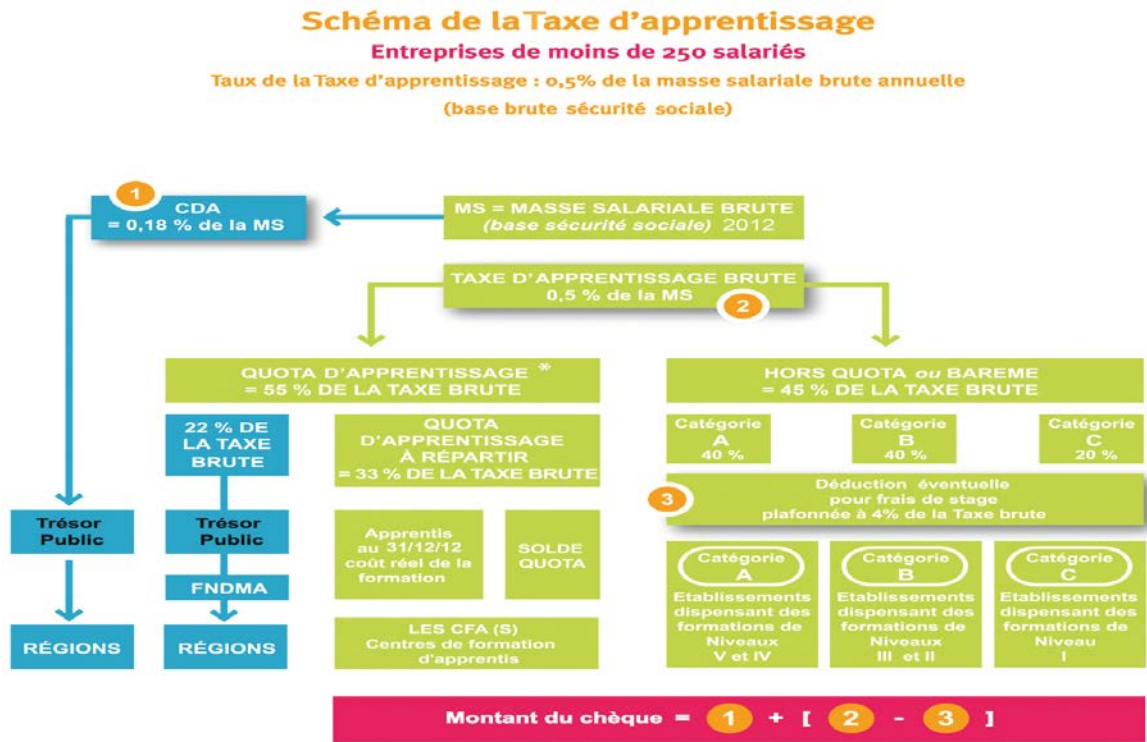 Schéma de la Taxe d'apprentissage
Entreprises de moins de 250 salariés
Taux de la Taxe d'apprentissage : 0,5% de la masse salariale brute annuelle
(base brute sécurité sociale)
1
CDA
= 0,18 % de la MS
MS = MASSE SALARIALE BRUTE
(base sécurité sociale) 2012
TAXE D'APPRENTISSAGE BRUTE
0,5 % de la MS
2
QUOTA D'APPRENTISSAGE *
= 55 % DE LA TAXE BRUTE
HORS QUOTA ou BAREME
= 45 % DE LA TAXE BRUTE
22 % DE
LA TAXE
BRUTE
QUOTA
D'APPRENTISSAGE
À RÉPARTIR
= 33 % DE LA TAXE BRUTE
Catégorie
A
40 %
Catégorie
B
40 %
Catégorie
C
20 %
3
Déduction éventuelle
pour frais de stage
plafonnée à 4% de la Taxe brute
Trésor
Public
Trésor
Public
Apprentis
au 31/12/12
coût réel de la
formation
SOLDE
QUOTA
FNDMA
RÉGIONS
RÉGIONS
LES CFA (S)
Centres de formation
d'apprentis
Catégorie
A
Etablissements
dispensant des
formations de
Niveaux
V et IV
Catégorie
B
Etablissements
dispensant des
formations de
Niveaux
III et II
Catégorie
C
Etablissements
dispensant des
formations de
Niveau
I
Montant du chèque = 1 + [ 2 - 3 ]